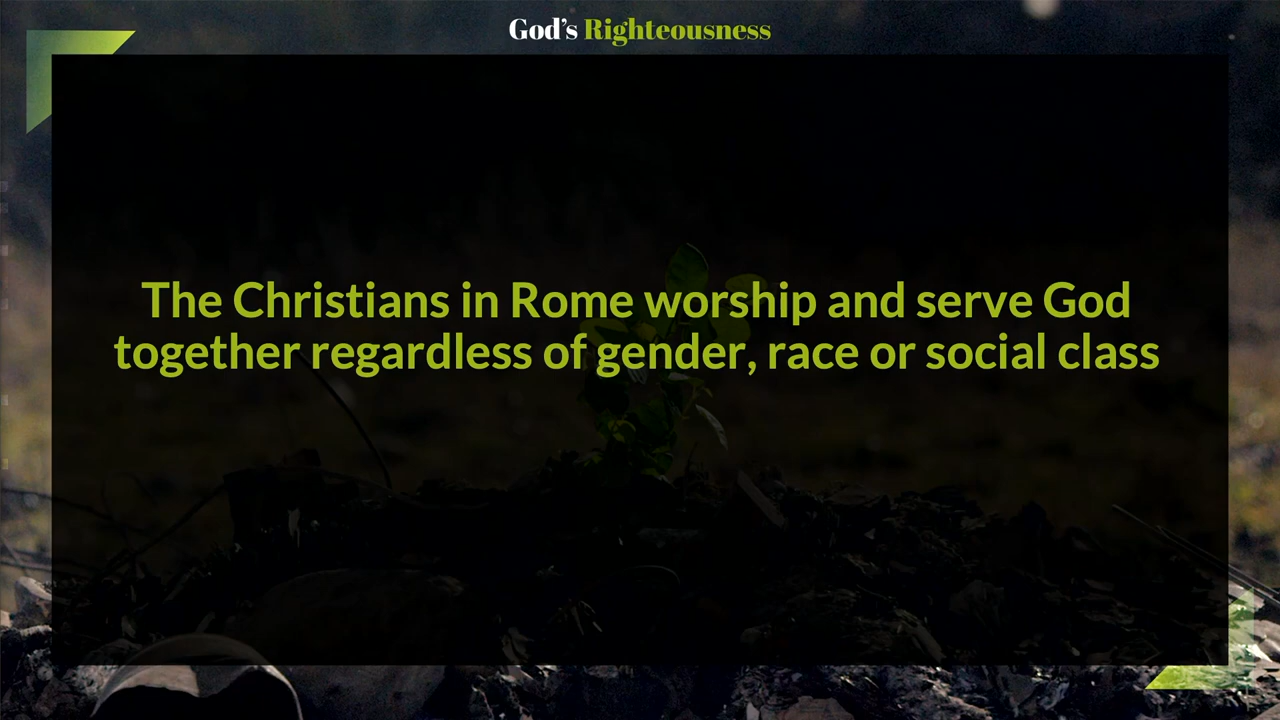 God’s Righteousness
The Christians in Rome worship and serve God
together regardless of gender, race or social class